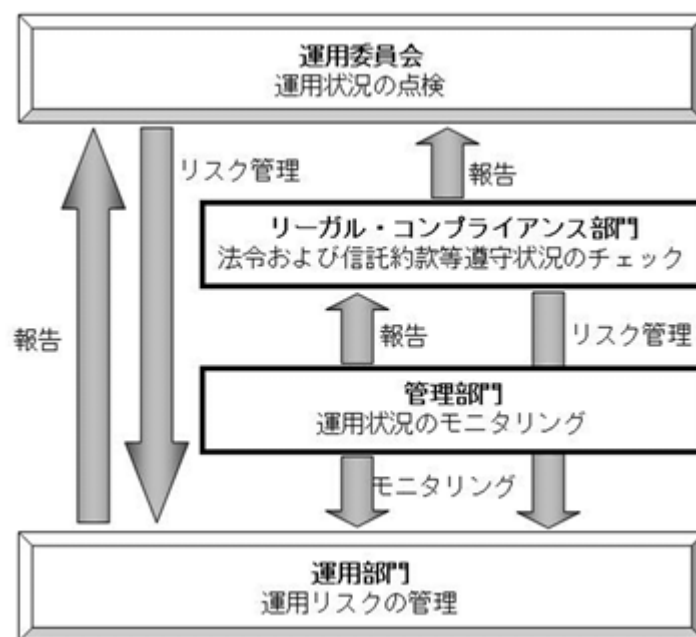 運用委員会
運用状況の点検
リスク管理
報告
リーガル・コンプライアンス部門
法令および信託約款等遵守状況のチェック
報告
報告
リスク管理
管理部門
運用状況のモニタリング
モニタリング
運用部門
運用リスクの管理